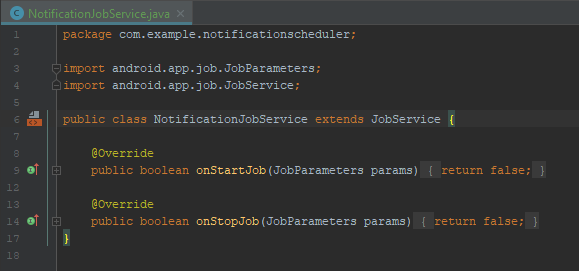 NotificationJobService.java
1 package com.example.notificationscheduler;
2
3 import android.app.job.JobParameters;
4 import android.app.job.JobService;
5
6 public class NotificationJobService extends JobService {
7
8 @Override
9 public boolean onStartJob(JobParameters params) { return false; }
12
13 @Override
14 public boolean onStopJob(JobParameters params) { return false; }
17 }
18